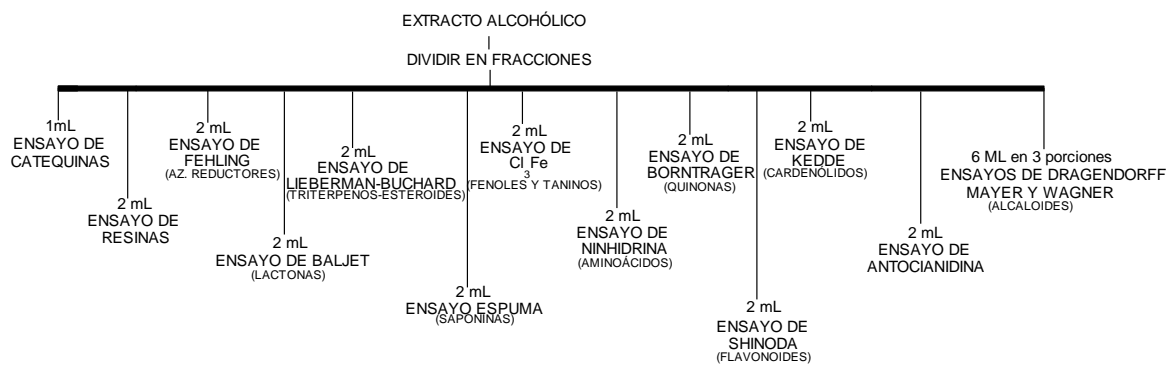 EXTRACTO ALCOHÓLICO
DIVIDIR EN FRACCIONES
1mL
ENSAYO DE
CATEQUINAS
2 mL
ENSAYO DE
RESINAS
2 mL
ENSAYO DE
FEHLING
(AZ. REDUCTORES)
2 mL
ENSAYO DE BALJET
(LACTONAS)
2 mL
ENSAYO DE
LIEBERMAN-BUCHARD
(TRITERPENOS-ESTEROIDES)
2 mL
ENSAYO ESPUMA
(SAPONINAS)
2 mL
ENSAYO DE
Cl Fe
3
(FENOLES Y TANINOS)
2 mL
ENSAYO DE
NINHIDRINA
(AMINOÁCIDOS)
2 mL
ENSAYO DE
BORNTRAGER
(QUINONAS)
2 mL
ENSAYO DE
SHINODA
(FLAVONOIDES)
2 mL
ENSAYO DE
KEDDE
(CARDENÓLIDOS)
2 mL
ENSAYO DE
ANTOCIANIDINA
6 ML en 3 porciones
ENSAYOS DE DRAGENDORFF
MAYER Y WAGNER
(ALCALOIDES)